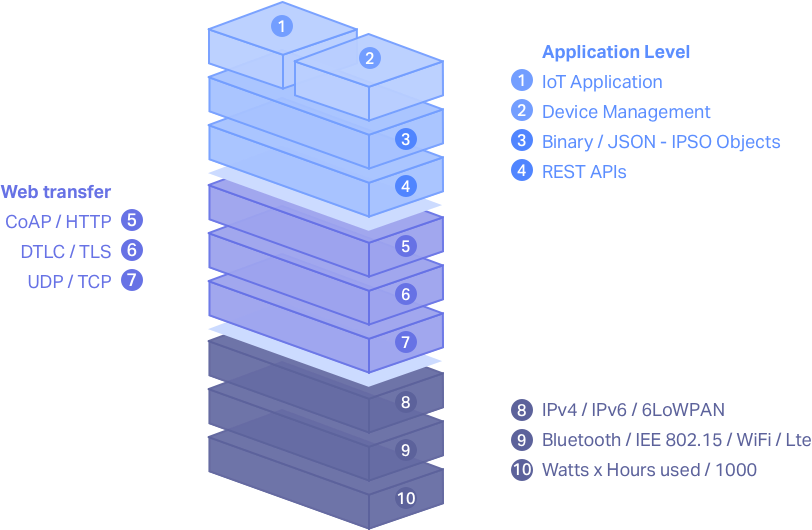 1
2
3
4
5
6
7
8
9
10
Application Level
1 IoT Application
2 Device Management
3 Binary / JSON - IPSO Objects
4 REST APIs
Web transfer
CoAP / HTTP 5
DTLC / TLS 6
UDP / TCP 7
8 IPv4 / IPv6 / 6LoWPAN
9 Bluetooth / IEE 802.15 / WiFi / Lte
10 Watts x Hours used / 1000